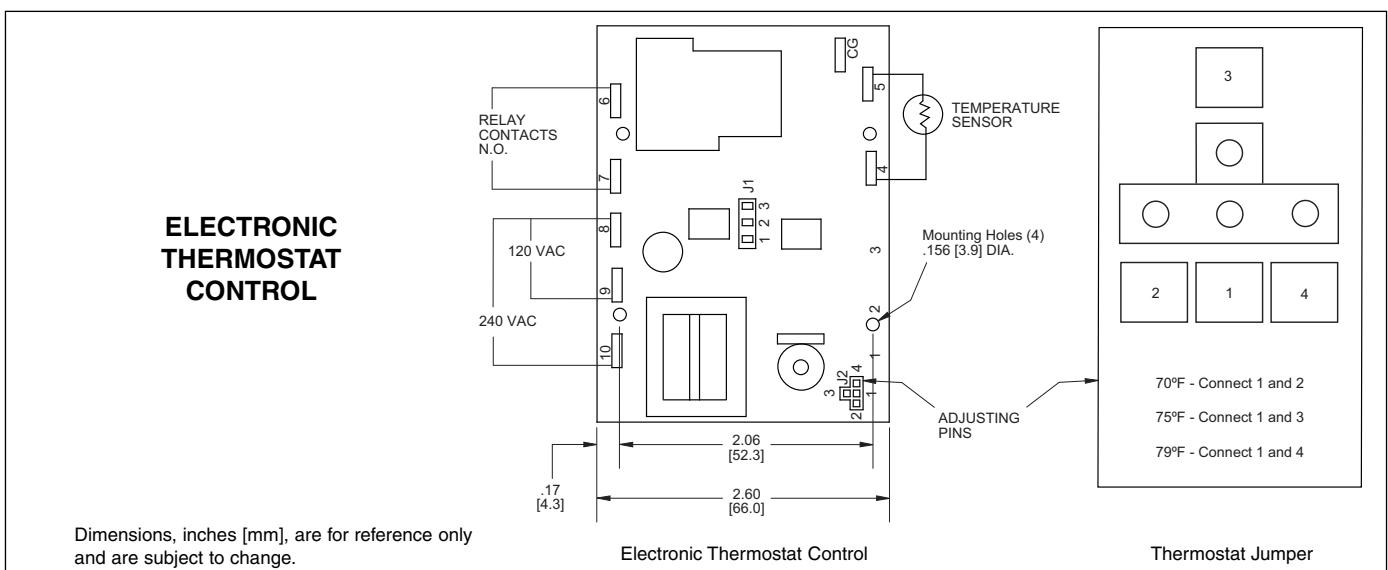 ELECTRONIC
THERMOSTAT
CONTROL
Dimensions, inches [mm], are for reference only
and are subject to change.
RELAY
CONTACTS
N.O.
120 VAC
240 VAC
6
7
8
9
10
CG
5
4
J1
3
2
1
3
2
1
J2
4
3
1
2
TEMPERATURE
SENSOR
Mounting Holes (4)
.156 [3.9] DIA.
ADJUSTING
PINS
2.06
[52.3]
.17
[4.3]
2.60
[66.0]
Electronic Thermostat Control
3
2 1 4
70ºF - Connect 1 and 2
75ºF - Connect 1 and 3
79ºF - Connect 1 and 4
Thermostat Jumper